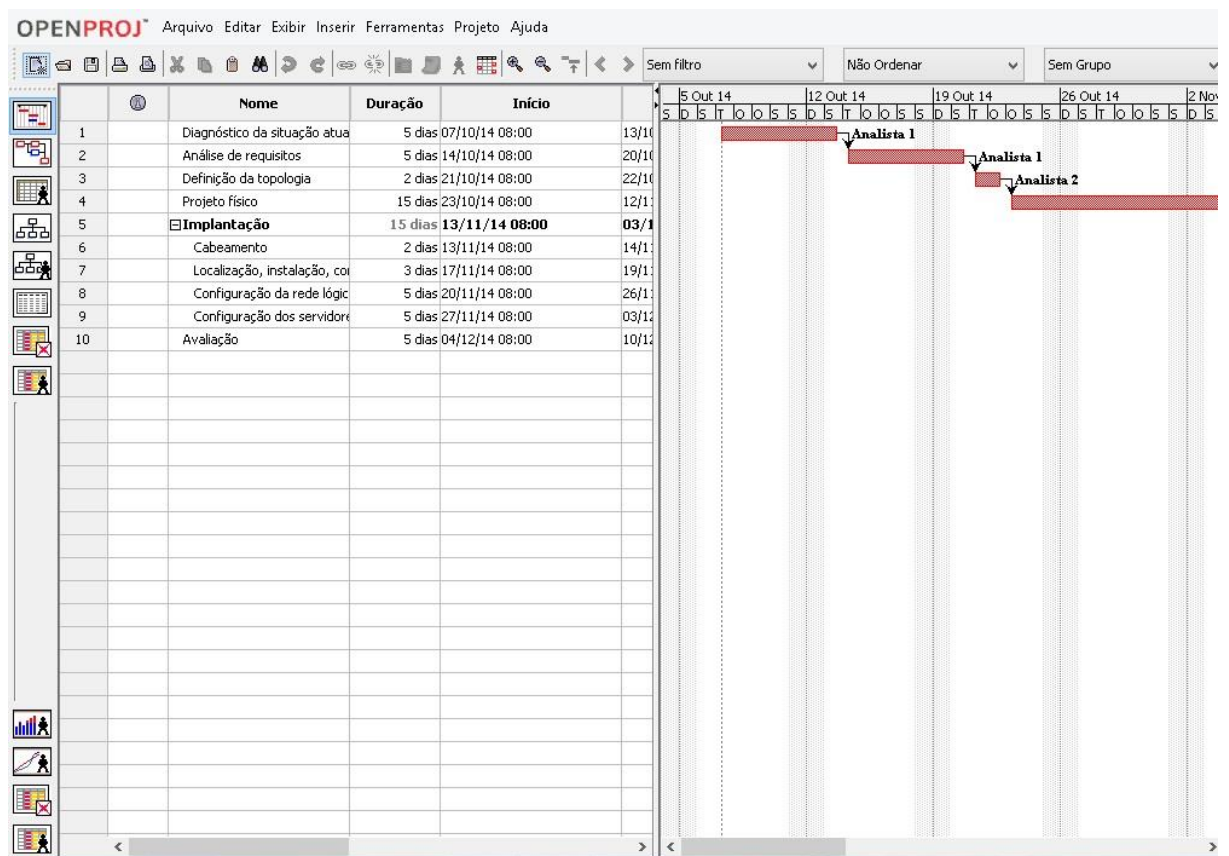 OPENPROJ™ Arquivo Editar Exibir Inserir Ferramentas Projeto Ajuda
Sem filtro Não Ordenar Sem Grupo
Nome Duração Início
5 Out 14 12 Out 14 19 Out 14 26 Out 14 2 Nov
S D S T O O S S D S T O O S S D S T O O S S D S T O O S S D S
1 Diagnóstico da situação atua 5 dias 07/10/14 08:00 13/10 Analista 1
2 Análise de requisitos 5 dias 14/10/14 08:00 20/10 Analista 1
3 Definição da topologia 2 dias 21/10/14 08:00 22/10 Analista 2
4 Projeto físico 15 dias 23/10/14 08:00 12/11
5 Implantação 15 dias 13/11/14 08:00 03/1
6 Cabeamento 2 dias 13/11/14 08:00 14/11
7 Localização, instalação, co 3 dias 17/11/14 08:00 19/11
8 Configuração da rede lógic 5 dias 20/11/14 08:00 26/11
9 Configuração dos servidore 5 dias 27/11/14 08:00 03/12
10 Avaliação 5 dias 04/12/14 08:00 10/12